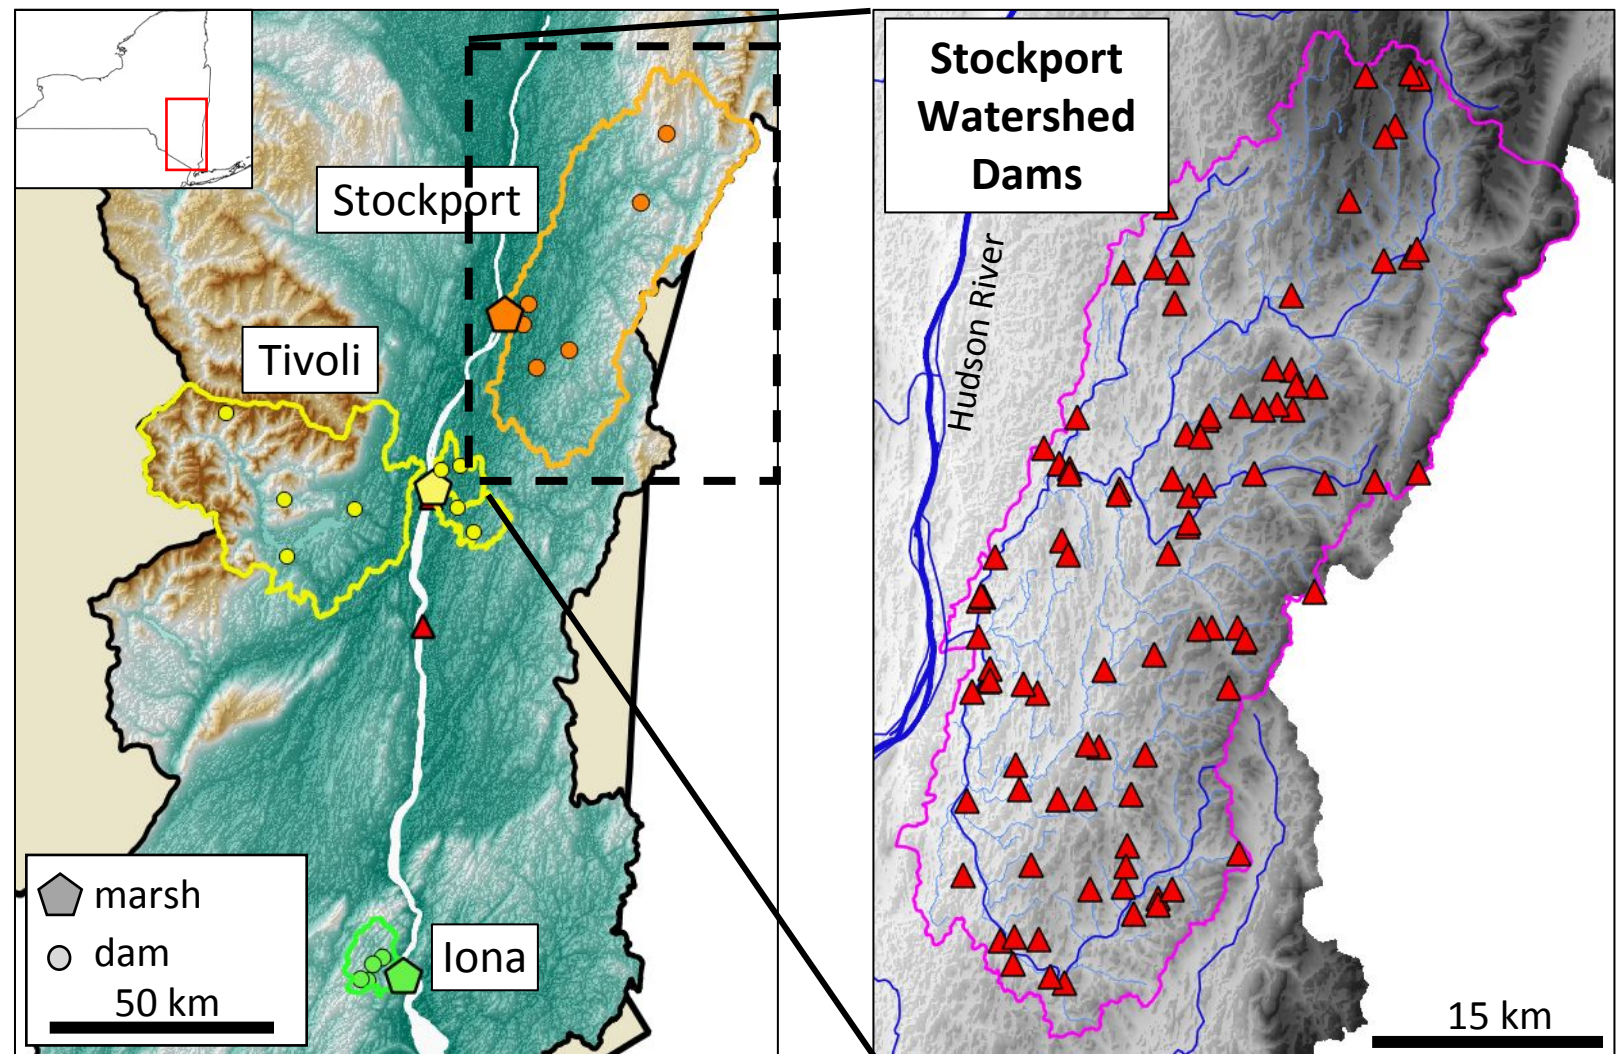 Stockport
Tivoli
Iona
marsh
dam
50 km
Stockport
Watershed
Dams
Hudson River
15 km